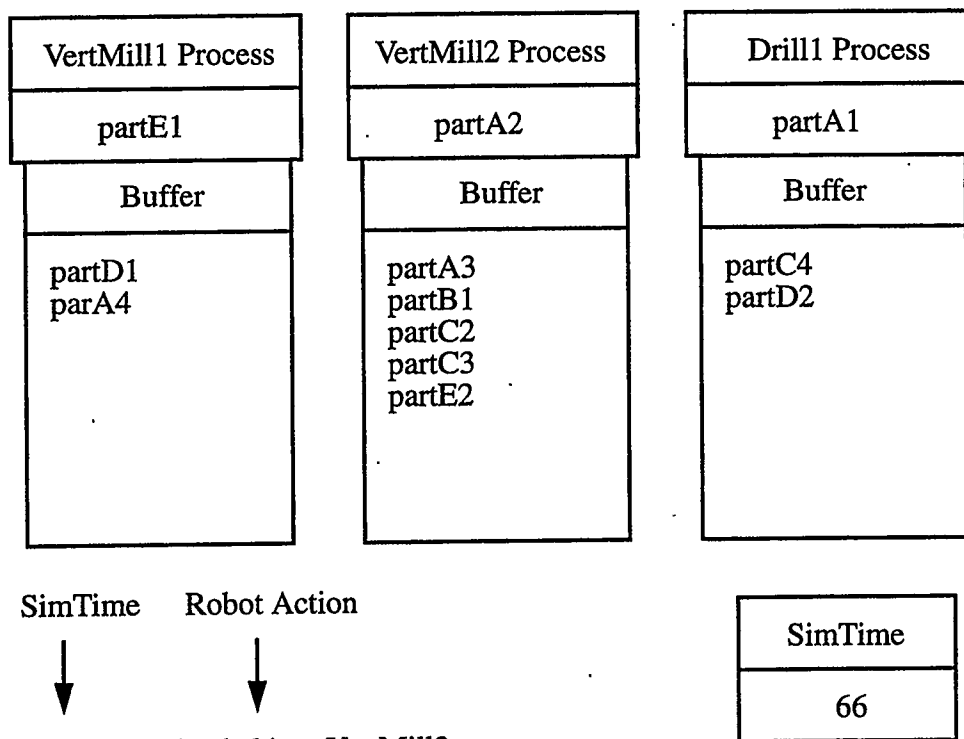 VertMill1 Process
partE1
Buffer
partD1
parA4
VertMill2 Process
partA2
Buffer
partA3
partB1
partC2
partC3
partE2
Drill1 Process
partA1
Buffer
partC4
partD2
SimTime Robot Action
SimTime
66